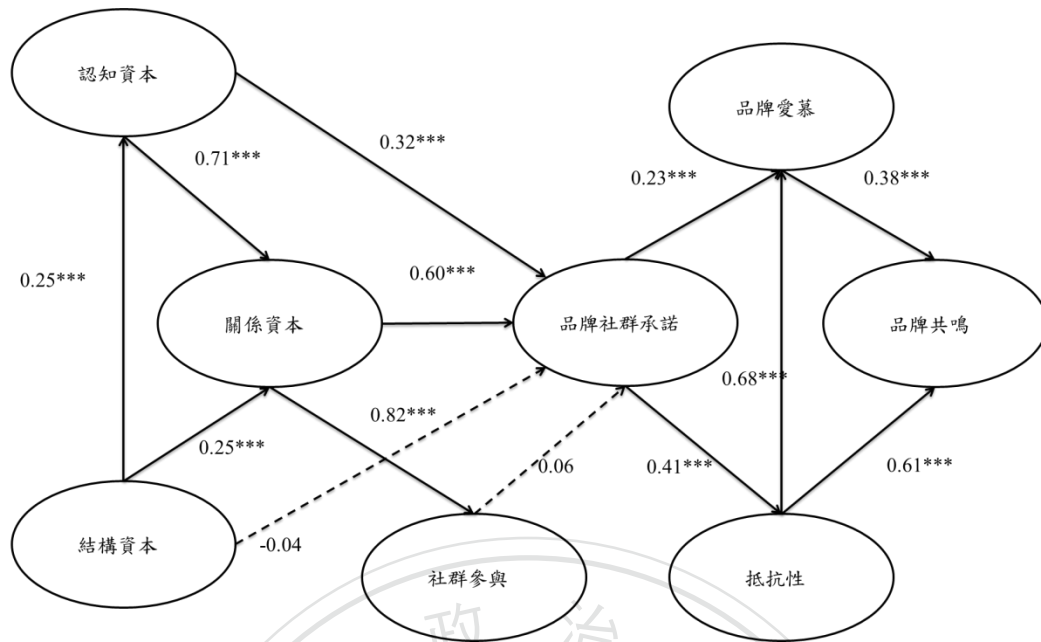 認知資本
品牌愛慕
0.32***
0.71***
0.23***
0.38***
0.25***
0.60***
關係資本
品牌社群承諾
品牌共鳴
0.68***
0.82***
0.25***
0.06
0.41***
0.61***
結構資本
-0.04
社群參與
抵抗性
政 治